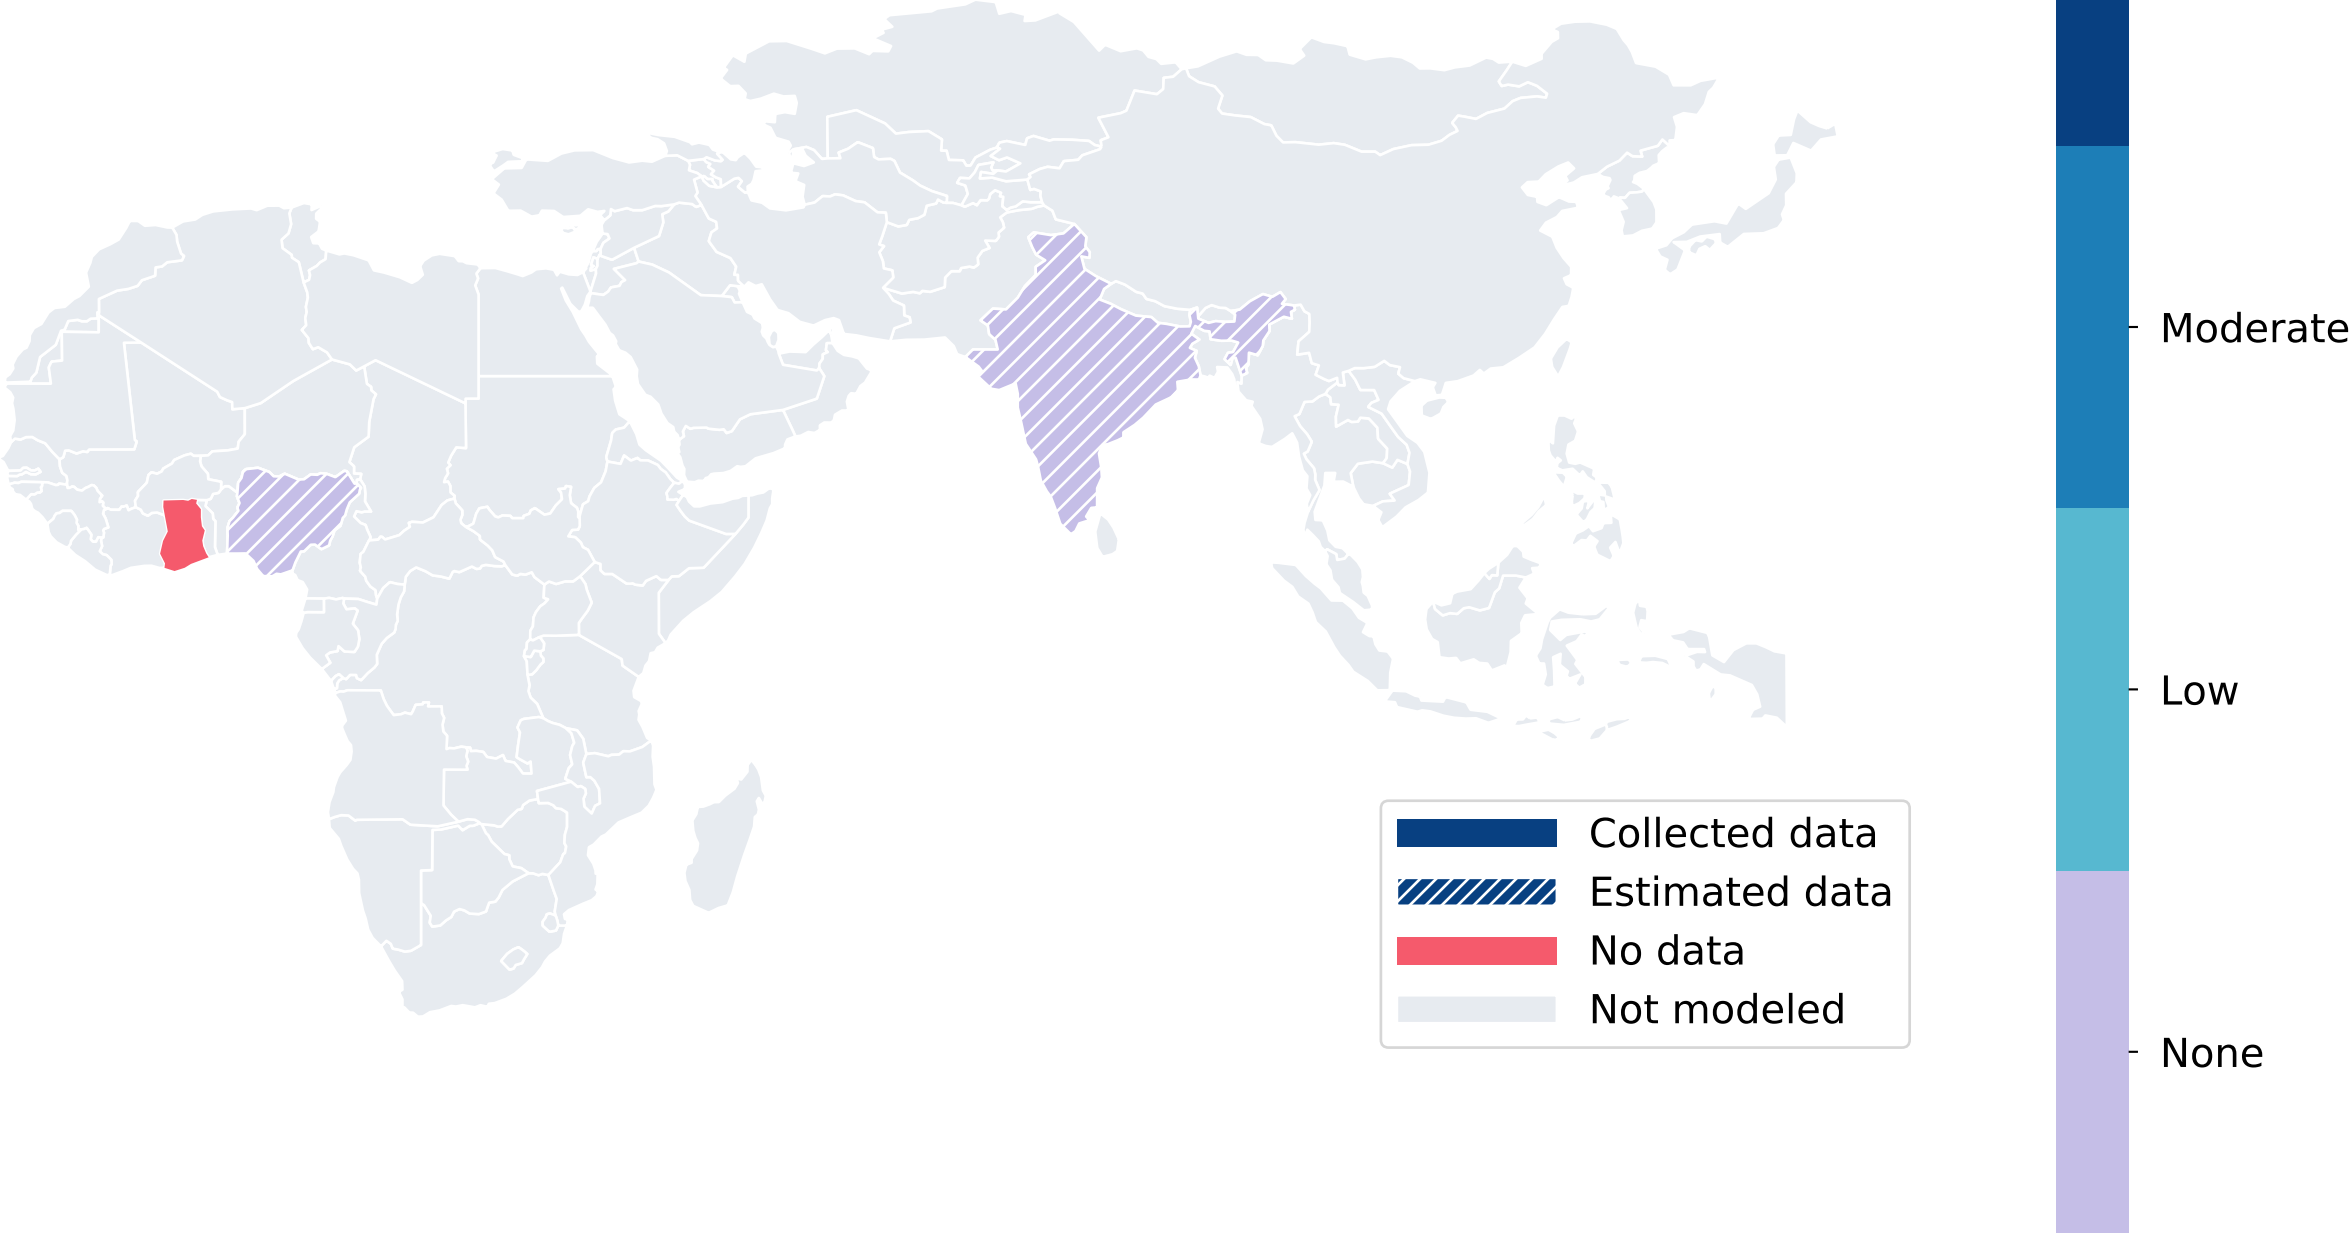 Moderate
Low
None
Collected data
Estimated data
No data
Not modeled